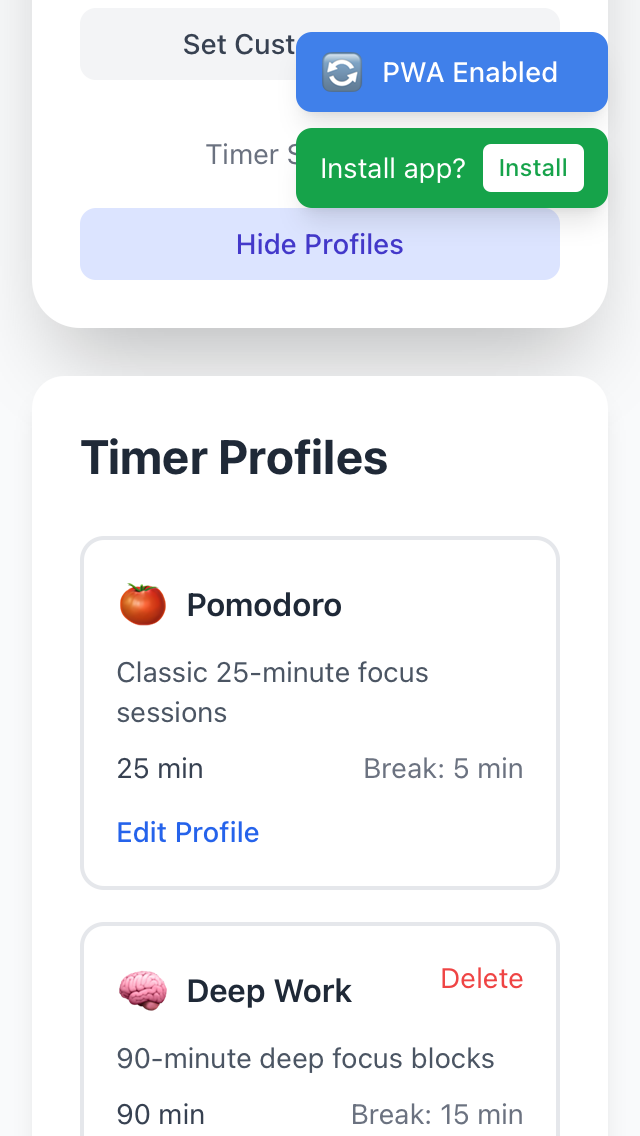 Set Cust
PWA Enabled
Timer S
Install app? Install
Hide Profiles
Timer Profiles
Pomodoro
Classic 25-minute focus
sessions
25 min Break: 5 min
Edit Profile
Delete
Deep Work
90-minute deep focus blocks
90 min Break: 15 min